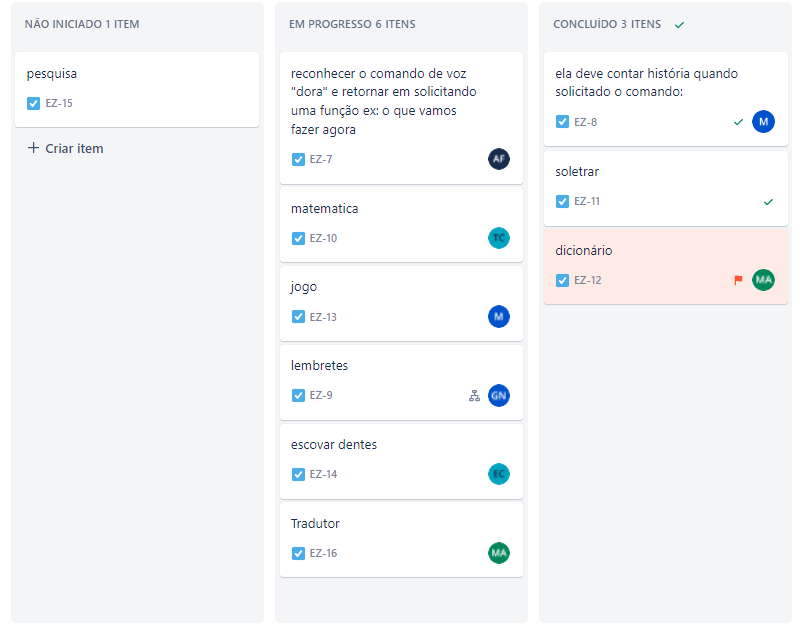 NÃO INICIADO 1 ITEM
pesquisa
EZ-15
Criar item
EM PROGRESSO 6 ITENS
reconhecer o comando de voz
"dora" e retornar em solicitando
uma função ex: o que vamos
fazer agora
EZ-7
AF
matematica
EZ-10
TC
jogo
EZ-13
M
lembretes
EZ-9
GN
escovar dentes
EZ-14
EC
Tradutor
EZ-16
MA
CONCLUÍDO 3 ITENS
ela deve contar história quando
solicitado o comando:
EZ-8
M
soletrar
EZ-11
dicionário
EZ-12
MA